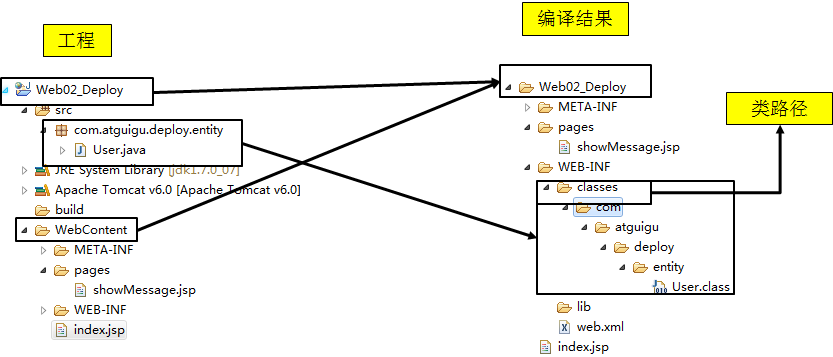 工程
编译结果
类路径
Web02_Deploy
src
com.atguigu.deploy.entity
User.java
JRE System Library [jdk1.7.0_07]
Apache Tomcat v6.0 [Apache Tomcat v6.0]
build
WebContent
META-INF
pages
showMessage.jsp
WEB-INF
index.jsp
Web02_Deploy
META-INF
pages
showMessage.jsp
WEB-INF
classes
com
atguigu
deploy
entity
User.class
lib
web.xml
index.jsp